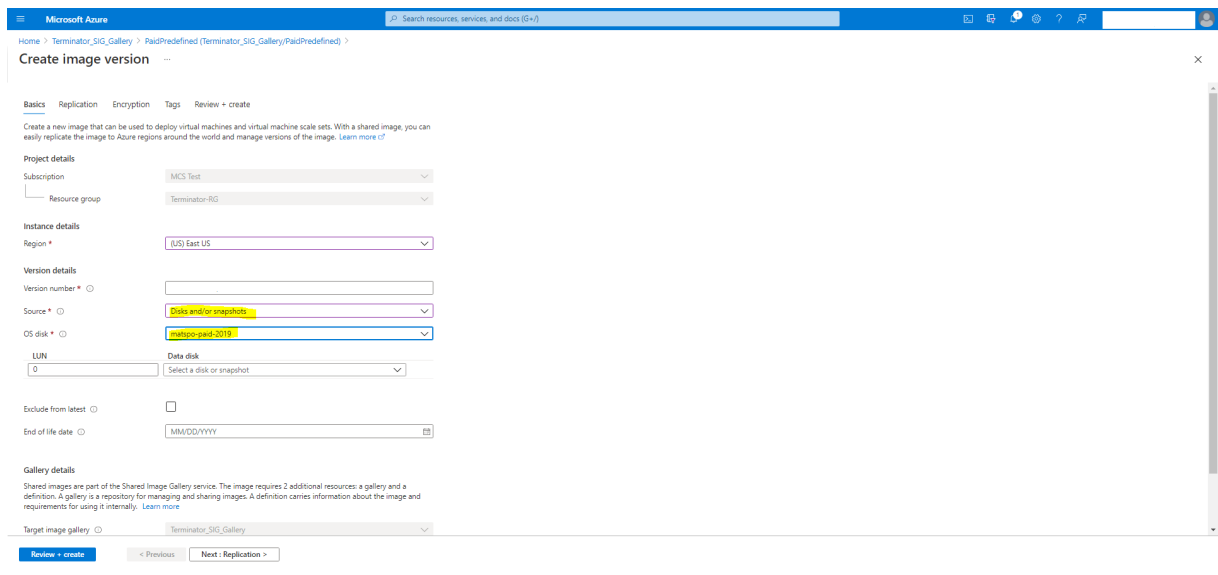 Microsoft Azure
Search resources, services, and docs (G+/)
1
Home > Terminator_SIG_Gallery > PaidPredefined (Terminator_SIG_Gallery/PaidPredefined) >
Create image version ...
Basics Replication Encryption Tags Review + create
Create a new image that can be used to deploy virtual machines and virtual machine scale sets. With a shared image, you can
easily replicate the image to Azure regions around the world and manage versions of the image. Learn more
Project details
Subscription MCS Test
Resource group Terminator-RG
Instance details
Region * (US) East US
Version details
Version number *
Source * Disks and/or snapshots
OS disk * matspo-paid-2019
LUN Data disk
0 Select a disk or snapshot
Exclude from latest
End of life date MM/DD/YYYY
Gallery details
Shared images are part of the Shared Image Gallery service. The image requires 2 additional resources: a gallery and a
definition. A gallery is a repository for managing and sharing images. A definition carries information about the image and
requirements for using it internally. Learn more
Target image gallery Terminator_SIG_Gallery
Review + create < Previous Next : Replication >